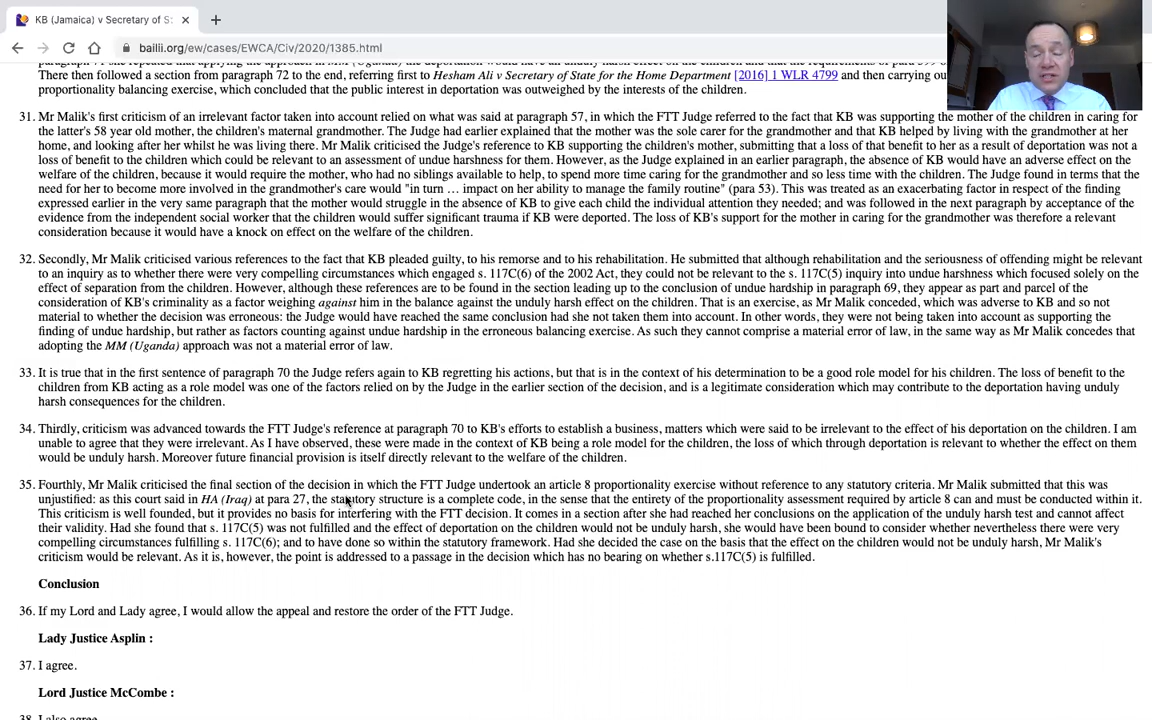 KB (Jamaica) v Secretary of S
bailii.org/ew/cases/EWCA/Civ/2020/1385.html
There then followed a section from paragraph 72 to the end, referring first to Hesham Ali v Secretary of State for the Home Department [2016] 1 WLR 4799 and then carrying ou
proportionality balancing exercise, which concluded that the public interest in deportation was outweighed by the interests of the children.
31. Mr Malik's first criticism of an irrelevant factor taken into account relied on what was said at paragraph 57, in which the FTT Judge referred to the fact that KB was supporting the mother of the children in caring for
the latter's 58 year old mother, the children's maternal grandmother. The Judge had earlier explained that the mother was the sole carer for the grandmother and that KB helped by living with the grandmother at her
home, and looking after her whilst he was living there. Mr Malik criticised the Judge's reference to KB supporting the children's mother, submitting that a loss of that benefit to her as a result of deportation was not a
loss of benefit to the children which could be relevant to an assessment of undue harshness for them. However, as the Judge explained in an earlier paragraph, the absence of KB would have an adverse effect on the
welfare of the children, because it would require the mother, who had no siblings available to help, to spend more time caring for the grandmother and so less time with the children. The Judge found in terms that the
need for her to become more involved in the grandmother's care would "in turn … impact on her ability to manage the family routine" (para 53). This was treated as an exacerbating factor in respect of the finding
expressed earlier in the very same paragraph that the mother would struggle in the absence of KB to give each child the individual attention they needed; and was followed in the next paragraph by acceptance of the
evidence from the independent social worker that the children would suffer significant trauma if KB were deported. The loss of KB's support for the mother in caring for the grandmother was therefore a relevant
consideration because it would have a knock on effect on the welfare of the children.
32. Secondly, Mr Malik criticised various references to the fact that KB pleaded guilty, to his remorse and to his rehabilitation. He submitted that although rehabilitation and the seriousness of offending might be relevant
to an inquiry as to whether there were very compelling circumstances which engaged s. 117C(6) of the 2002 Act, they could not be relevant to the s. 117C(5) inquiry into undue harshness which focused solely on the
effect of separation from the children. However, although these references are to be found in the section leading up to the conclusion of undue hardship in paragraph 69, they appear as part and parcel of the
consideration of KB's criminality as a factor weighing against him in the balance against the unduly harsh effect on the children. That is an exercise, as Mr Malik conceded, which was adverse to KB and so not
material to whether the decision was erroneous: the Judge would have reached the same conclusion had she not taken them into account. In other words, they were not being taken into account as supporting the
finding of undue hardship, but rather as factors counting against undue hardship in the erroneous balancing exercise. As such they cannot comprise a material error of law, in the same way as Mr Malik concedes that
adopting the MM (Uganda) approach was not a material error of law.
33. It is true that in the first sentence of paragraph 70 the Judge refers again to KB regretting his actions, but that is in the context of his determination to be a good role model for his children. The loss of benefit to the
children from KB acting as a role model was one of the factors relied on by the Judge in the earlier section of the decision, and is a legitimate consideration which may contribute to the deportation having unduly
harsh consequences for the children.
34. Thirdly, criticism was advanced towards the FTT Judge's reference at paragraph 70 to KB's efforts to establish a business, matters which were said to be irrelevant to the effect of his deportation on the children. I am
unable to agree that they were irrelevant. As I have observed, these were made in the context of KB being a role model for the children, the loss of which through deportation is relevant to whether the effect on them
would be unduly harsh. Moreover future financial provision is itself directly relevant to the welfare of the children.
35. Fourthly, Mr Malik criticised the final section of the decision in which the FTT Judge undertook an article 8 proportionality exercise without reference to any statutory criteria. Mr Malik submitted that this was
unjustified: as this court said in HA (Iraq) at para 27, the statutory structure is a complete code, in the sense that the entirety of the proportionality assessment required by article 8 can and must be conducted within it.
This criticism is well founded, but it provides no basis for interfering with the FTT decision. It comes in a section after she had reached her conclusions on the application of the unduly harsh test and cannot affect
their validity. Had she found that s. 117C(5) was not fulfilled and the effect of deportation on the children would not be unduly harsh, she would have been bound to consider whether nevertheless there were very
compelling circumstances fulfilling s. 117C(6); and to have done so within the statutory framework. Had she decided the case on the basis that the effect on the children would not be unduly harsh, Mr Malik's
criticism would be relevant. As it is, however, the point is addressed to a passage in the decision which has no bearing on whether s.117C(5) is fulfilled.
Conclusion
36. If my Lord and Lady agree, I would allow the appeal and restore the order of the FTT Judge.
Lady Justice Asplin :
37. I agree.
Lord Justice McCombe :
38. I also agree.